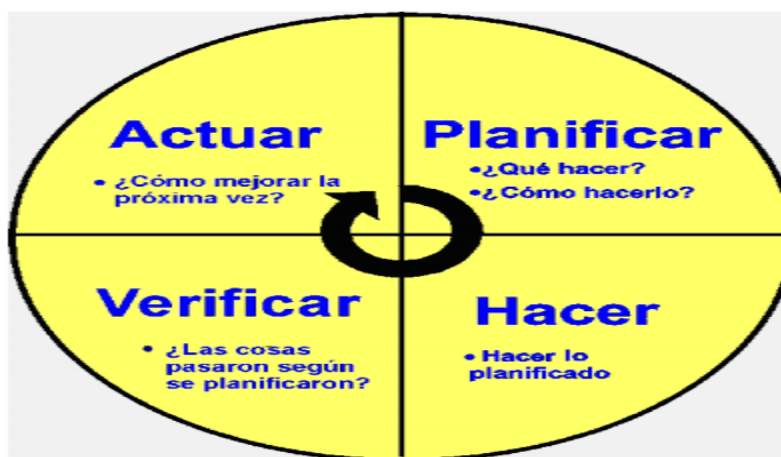 Actuar
• ¿Cómo mejorar la
próxima vez?
Planificar
•¿Qué hacer?
•¿Cómo hacerlo?
Verificar
• ¿Las cosas
pasaron según
se planificaron?
Hacer
• Hacer lo
planificado